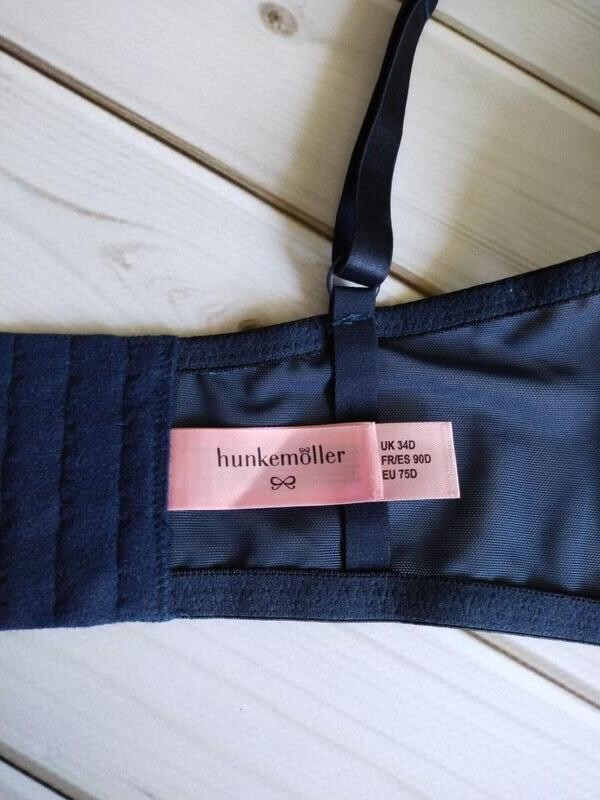 hunkemöller
UK 34D
FR/ES 90D
EU 75D